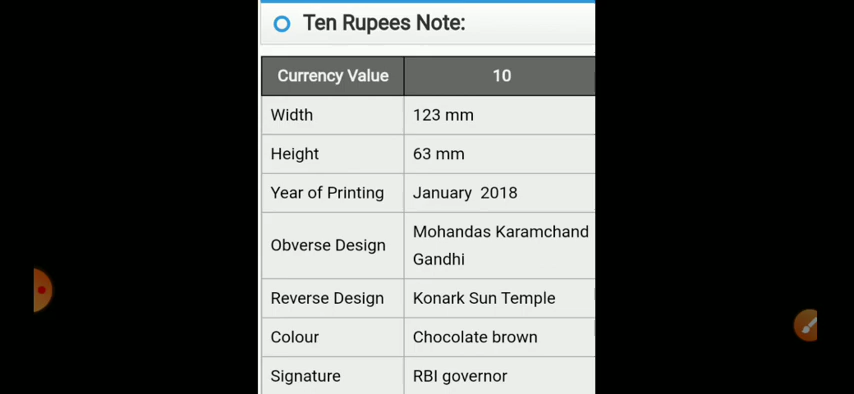 Ten Rupees Note:
Currency Value 10
Width 123 mm
Height 63 mm
Year of Printing January 2018
Obverse Design Mohandas Karamchand
Gandhi
Reverse Design Konark Sun Temple
Colour Chocolate brown
Signature RBI governor